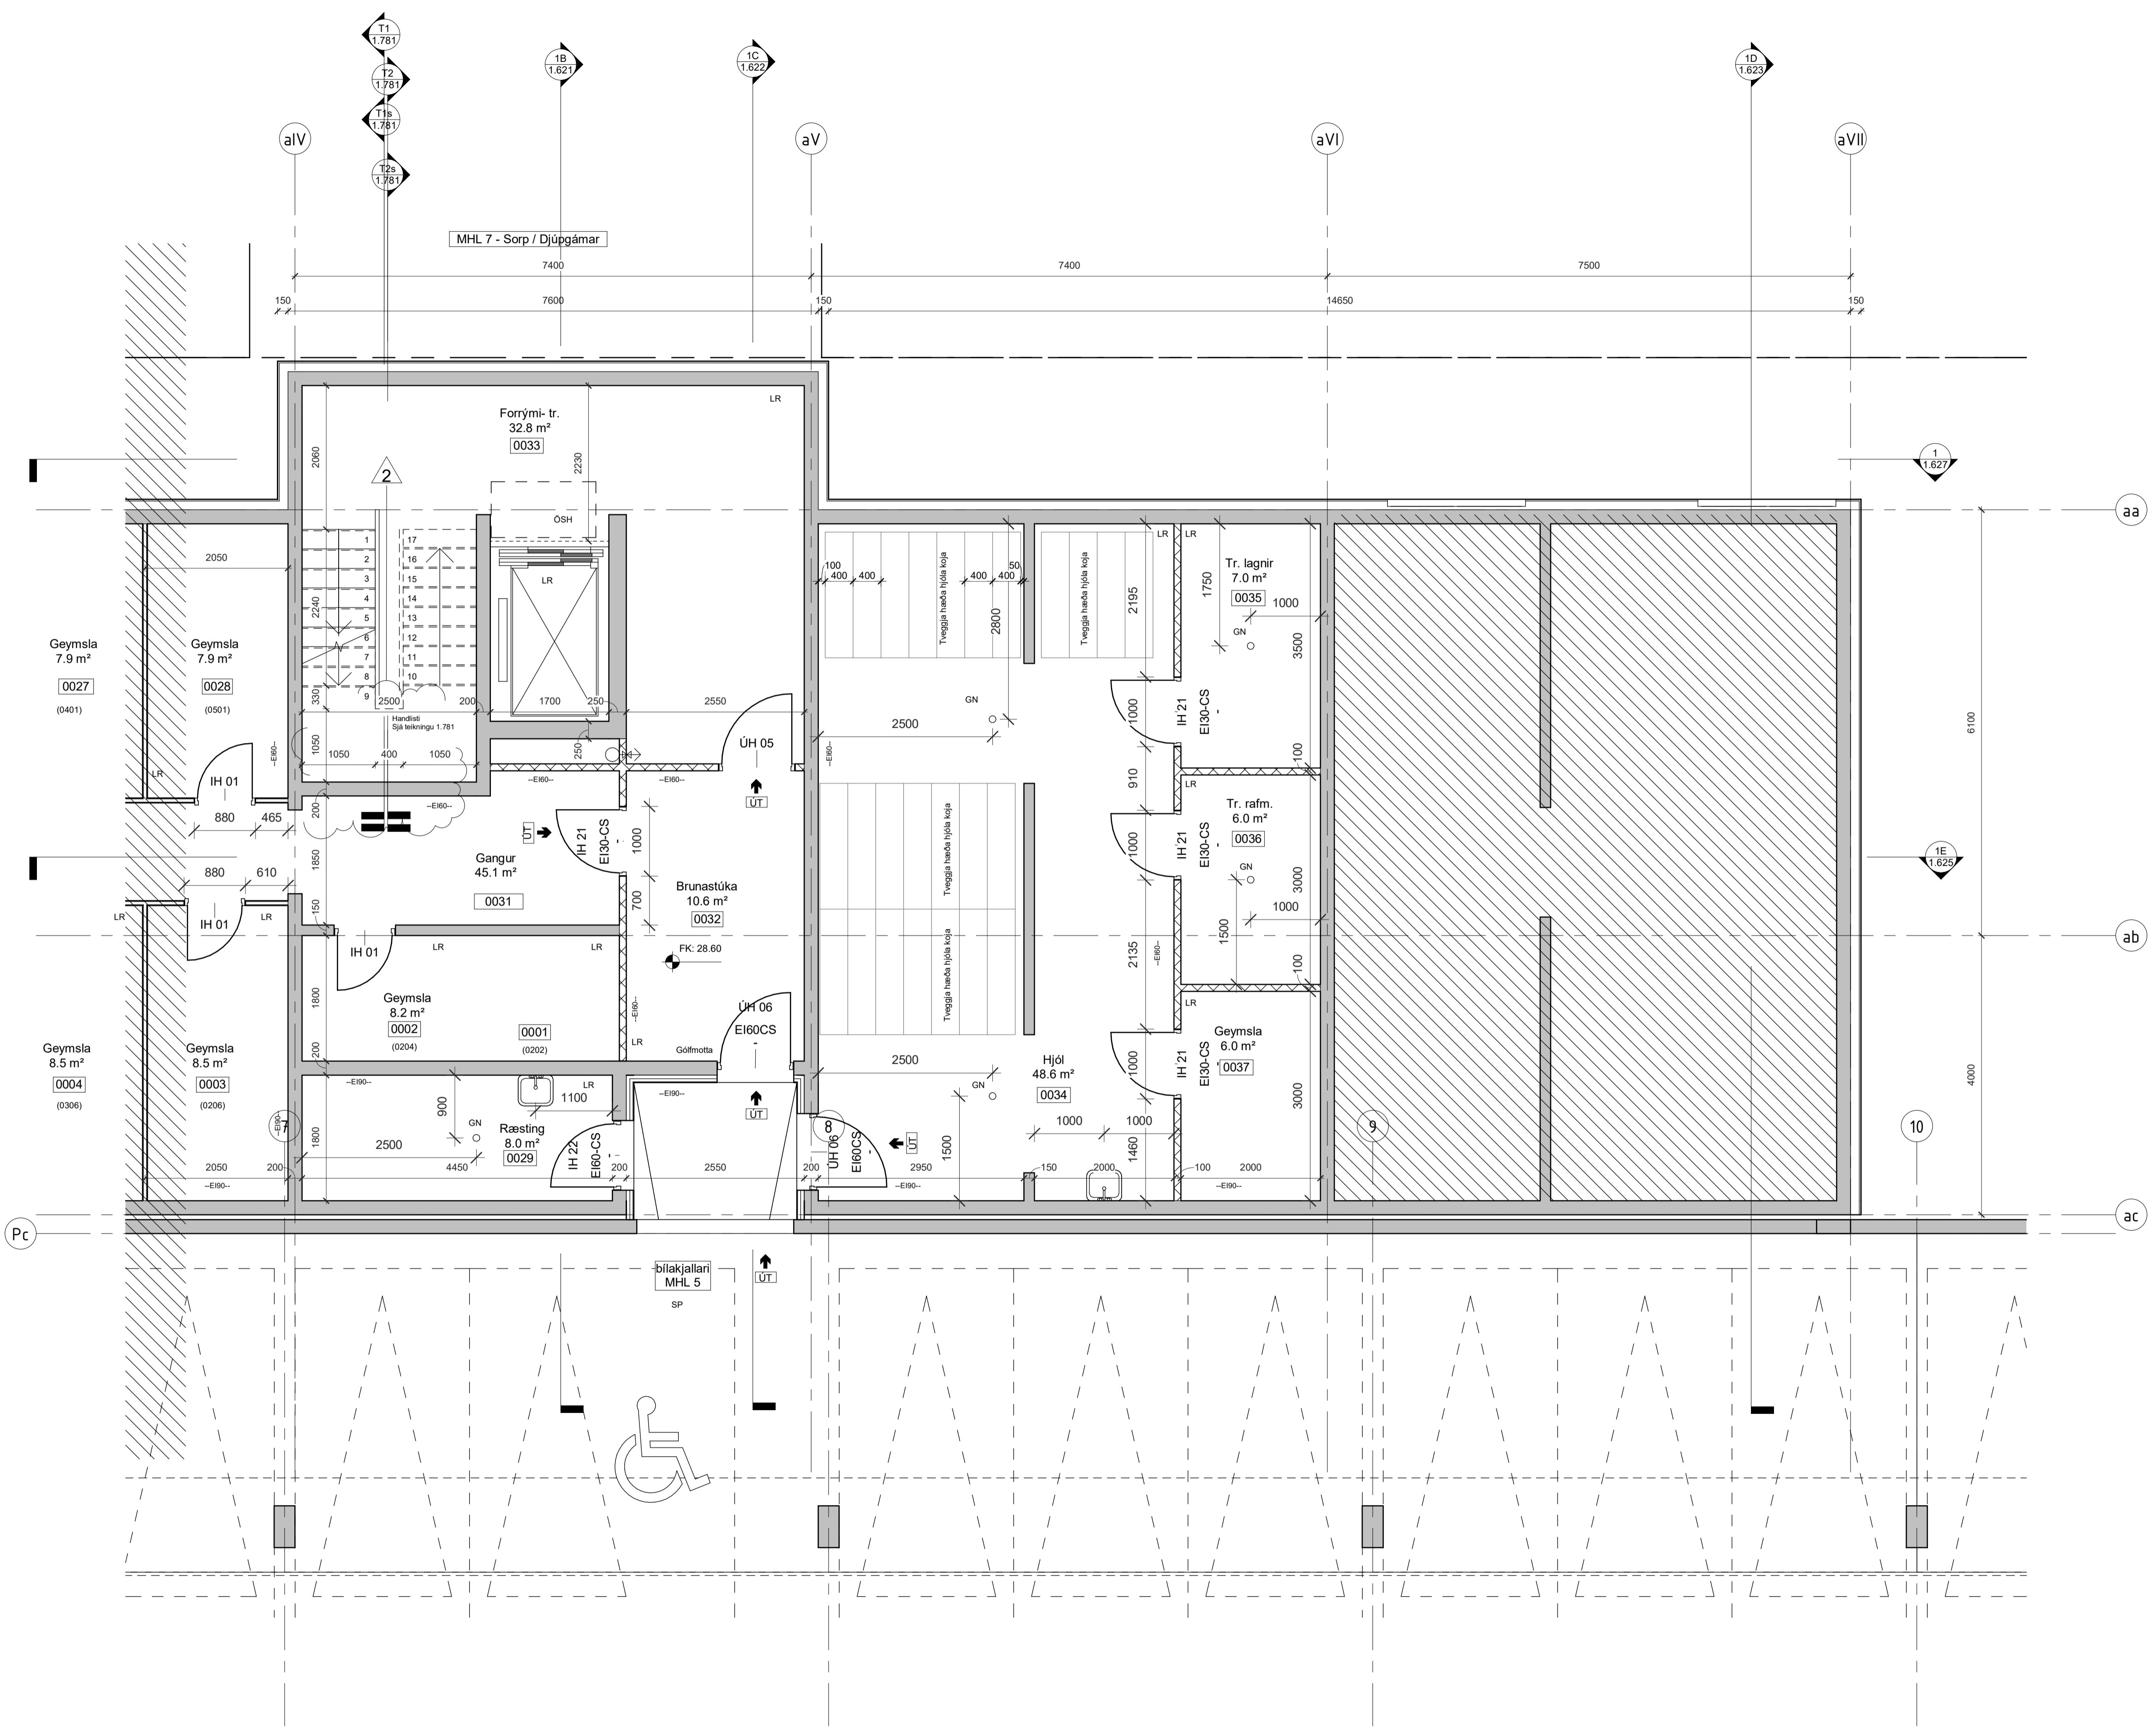 T1
1.781
T2
1.781
T1s
1.781
T2s
1.781
1B
1.621
1C
1.622
1D
1.623
aIV
aV
aVI
aVII
MHL 7 - Sorp / Djúpgámar
7400
7400
7500
150
7600
150
14650
150
LR
Forrými- tr.
32.8 m²
0033
2060
2230
2
1
1.627
aa
ÖSH
LR
1
2
3
4
5
6
7
8
9
17
16
15
14
13
12
11
10
2240
330
1050
2500
200
1700
250
2550
Handlisti
Sjá teikningu 1.781
1050
400
1050
250
2050
Geymsla
7.9 m²
0027
(0401)
Geymsla
7.9 m²
0028
(0501)
--EI60--
LR
IH 01
880
465
200
--EI60--
--EI60--
--EI60--
ÚH 05
ÚT
--EI60--
100
400
400
400
400
50
Tveggja hæða hjóla koja
Tveggja hæða hjóla koja
2800
2195
LR
LR
Tr. lagnir
7.0 m²
0035
1750
1000
GN
3500
GN
2500
1000
IH 21
EI30-CS
-
100
910
6100
880
610
IH 01
LR
LR
1850
150
Gangur
45.1 m²
0031
ÚT
IH 21
EI30-CS
-
1000
700
Brunastúka
10.6 m²
0032
FK: 28.60
Tveggja hæða hjóla koja
Tveggja hæða hjóla koja
1000
IH 21
EI30-CS
-
LR
Tr. rafm.
6.0 m²
0036
GN
1000
1500
3000
100
2135
--EI60--
1E
1.625
ab
Pc
IH 01
LR
LR
1800
Geymsla
8.2 m²
0002
(0204)
0001
(0202)
--EI60--
LR
ÚH 06
EI60CS
-
Gólfmotta
200
Geymsla
8.5 m²
0004
(0306)
Geymsla
8.5 m²
0003
(0206)
--EI90--
7
--EI90--
900
GN
2500
LR
1100
Ræsting
8.0 m²
0029
1800
IH 22
EI60-CS
-
--EI90--
ÚT
8
ÚH 06
EI60CS
-
ÚT
2500
GN
1500
Hjól
48.6 m²
0034
1000
1000
1000
1460
IH 21
EI30-CS
-
LR
Geymsla
6.0 m²
0037
3000
4000
9
10
2050
200
4450
200
2550
200
2950
150
2000
100
2000
--EI90--
--EI90--
--EI90--
ac
bílakjallari
MHL 5
SP
ÚT